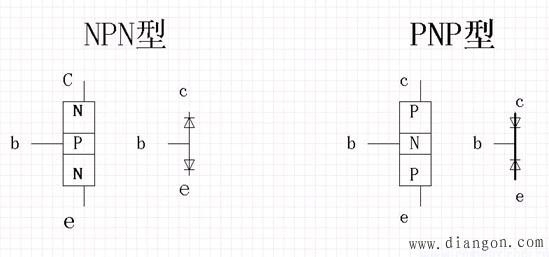 NPN型 PNP型
C c
N c P c
b P b b N b
N e P e
e e
www.diangon.com